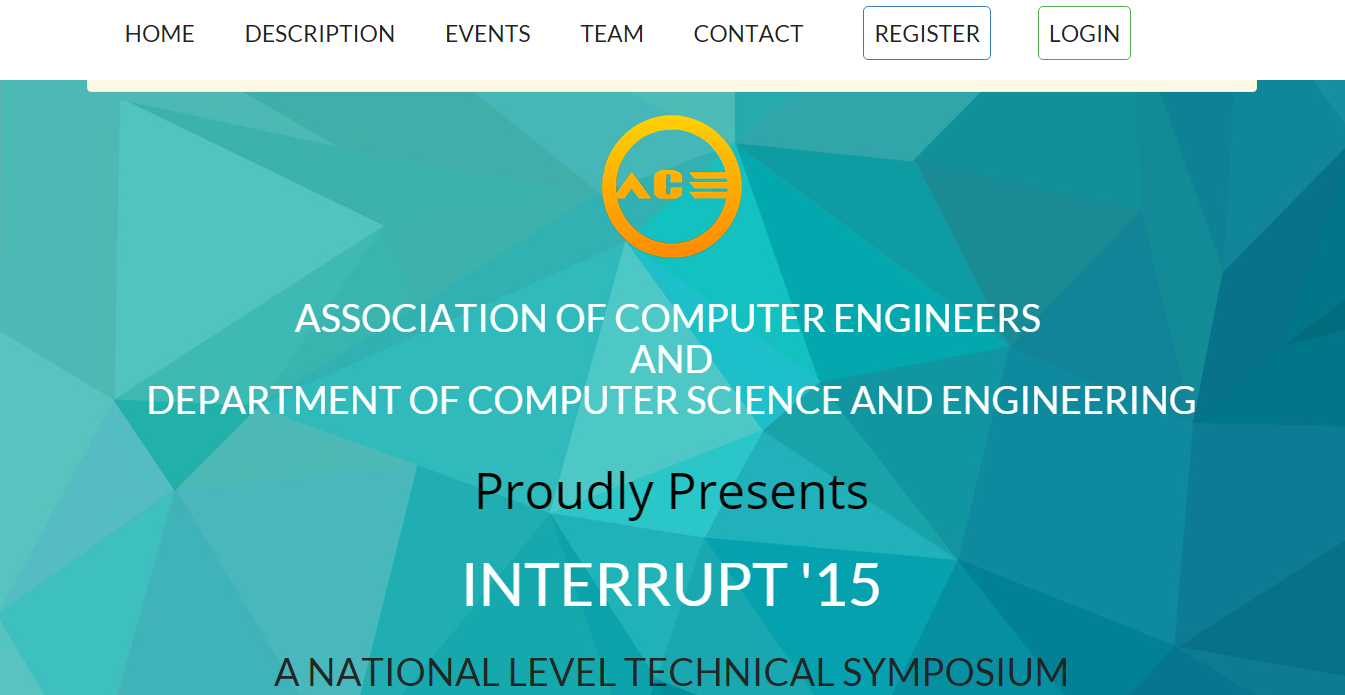 HOME DESCRIPTION EVENTS TEAM CONTACT REGISTER LOGIN
ACE
ASSOCIATION OF COMPUTER ENGINEERS
AND
DEPARTMENT OF COMPUTER SCIENCE AND ENGINEERING
Proudly Presents
INTERRUPT '15
A NATIONAL LEVEL TECHNICAL SYMPOSIUM